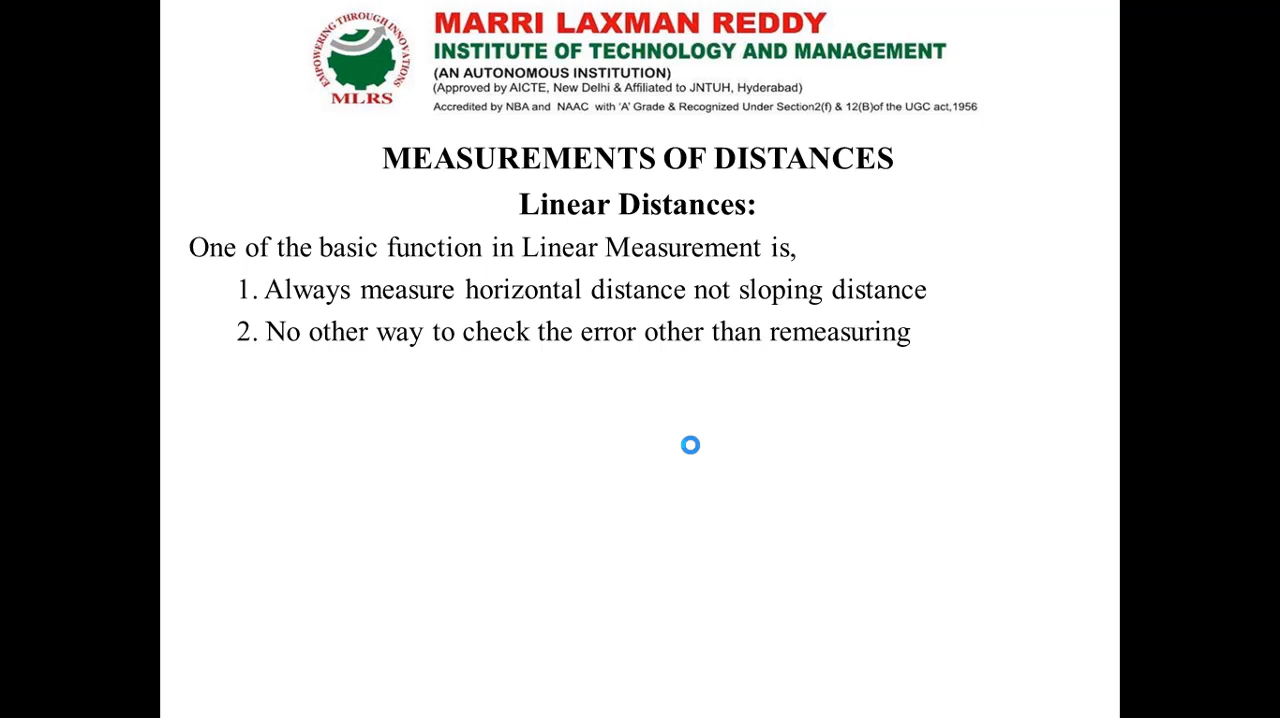 EMPOWERING THROUGH INNOVATIONS
MLRS
MARRI LAXMAN REDDY
INSTITUTE OF TECHNOLOGY AND MANAGEMENT
(AN AUTONOMOUS INSTITUTION)
(Approved by AICTE, New Delhi & Affiliated to JNTUH, Hyderabad)
Accredited by NBA and NAAC with 'A' Grade & Recognized Under Section2(f) & 12(B)of the UGC act,1956
MEASUREMENTS OF DISTANCES
Linear Distances:
One of the basic function in Linear Measurement is,
1. Always measure horizontal distance not sloping distance
2. No other way to check the error other than remeasuring